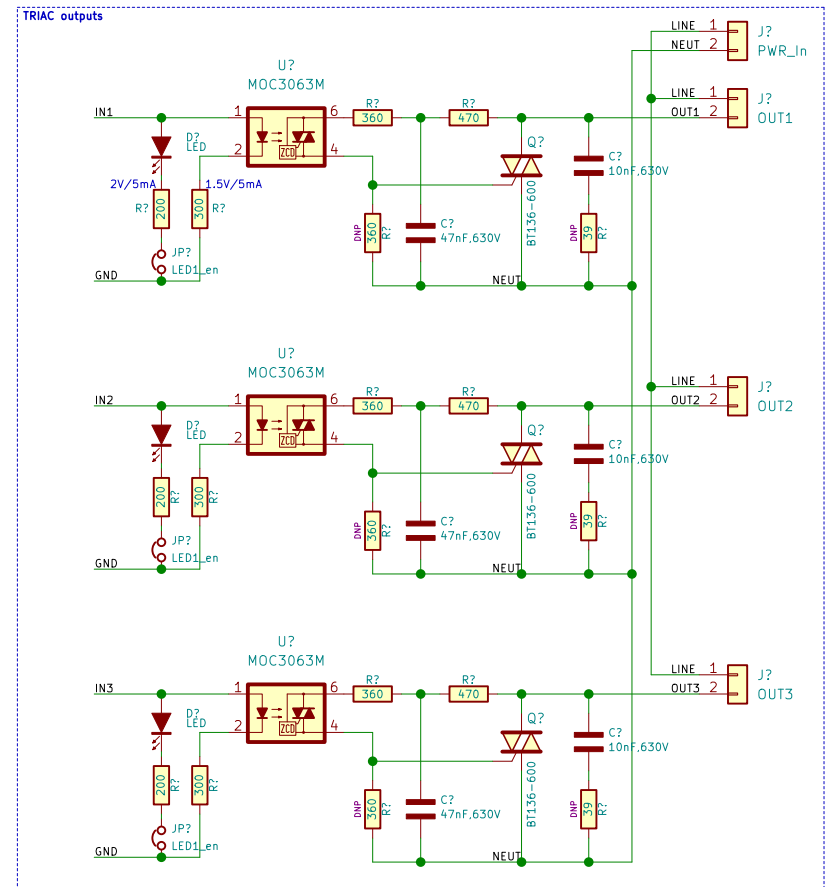 TRIAC outputs
LINE 1 J?
NEUT 2 PWR_In
U?
MOC3063M
LINE 1 J?
OUT1 2 OUT1
IN1
1
6
R?
360
R?
470
D?
LED
2
4
ZCD
Q?
BT136-600
C?
10nF,630V
2V/5mA
1.5V/5mA
R?
200
300
R?
DNP
360
R?
C?
47nF,630V
DNP
39
R?
JP?
LED1_en
GND
NEUT
U?
MOC3063M
LINE 1 J?
OUT2 2 OUT2
IN2
1
6
R?
360
R?
470
D?
LED
2
4
ZCD
Q?
BT136-600
C?
10nF,630V
200
R?
300
R?
DNP
360
R?
C?
47nF,630V
DNP
39
R?
JP?
LED1_en
GND
NEUT
U?
MOC3063M
LINE 1 J?
OUT3 2 OUT3
IN3
1
6
R?
360
R?
470
D?
LED
2
4
ZCD
Q?
BT136-600
C?
10nF,630V
200
R?
300
R?
DNP
360
R?
C?
47nF,630V
DNP
39
R?
JP?
LED1_en
GND
NEUT